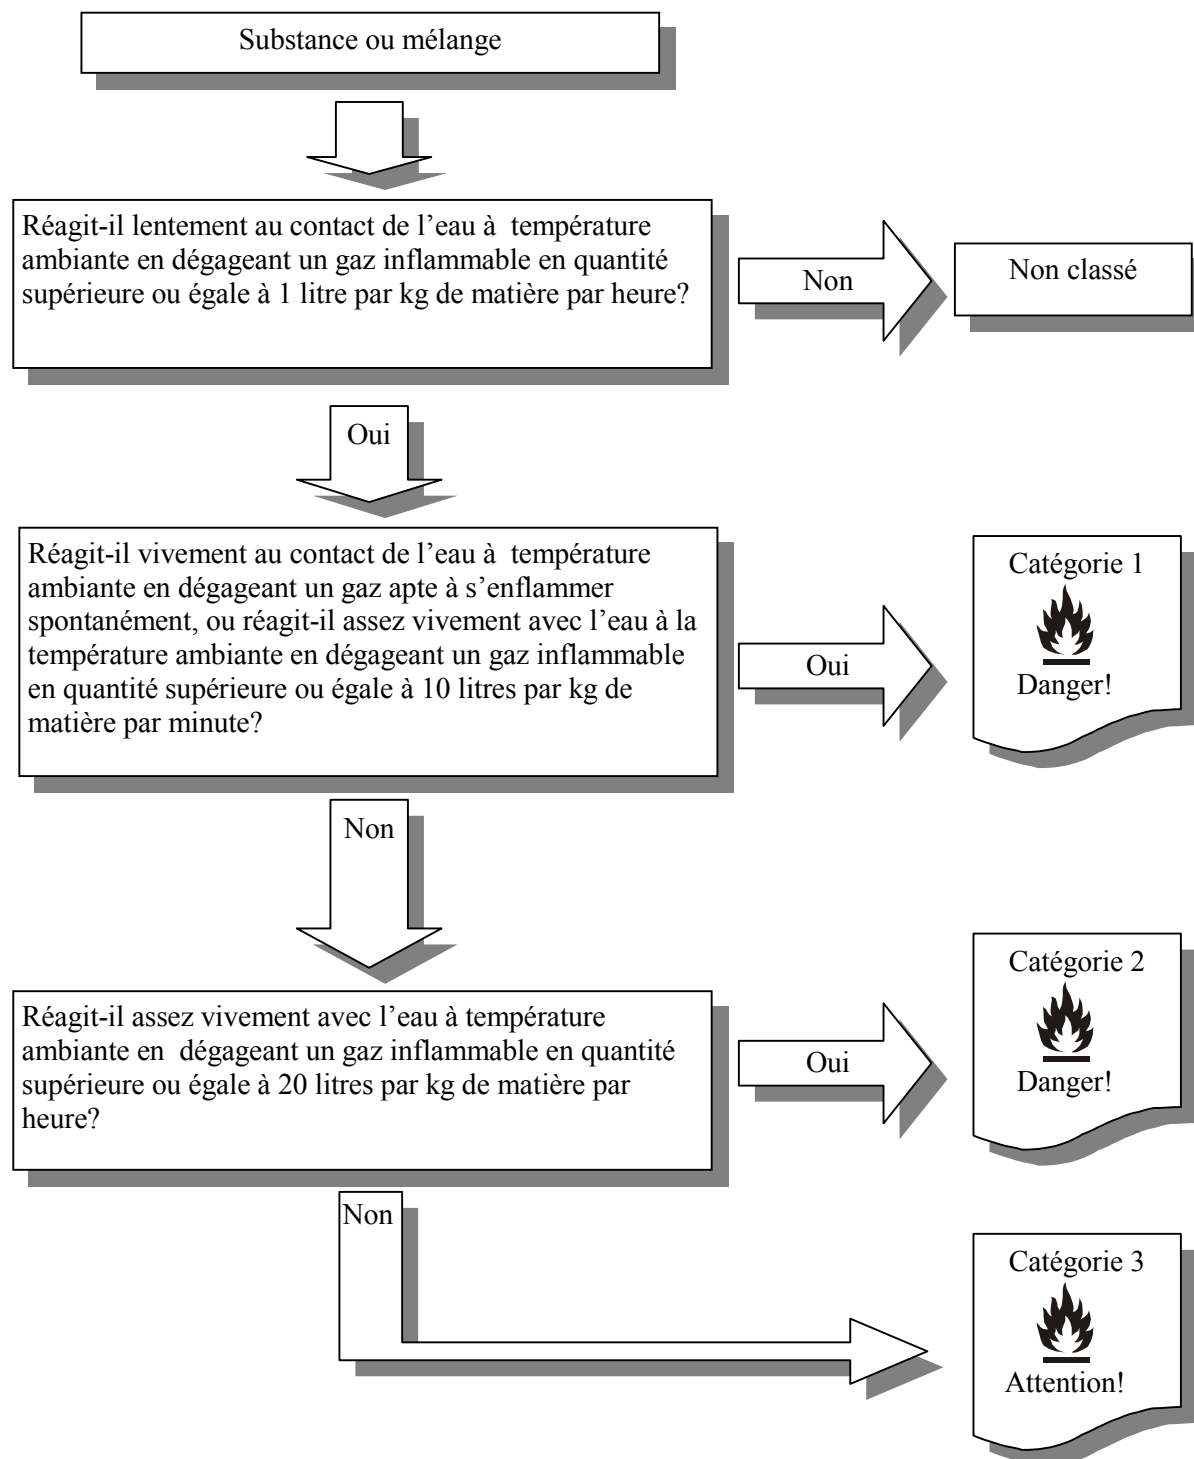 Substance ou mélange
Réagit-il lentement au contact de l’eau à température
ambiante en dégageant un gaz inflammable en quantité
supérieure ou égale à 1 litre par kg de matière par heure?
Non
Non classé
Oui
Réagit-il vivement au contact de l’eau à température
ambiante en dégageant un gaz apte à s’enflammer
spontanément, ou réagit-il assez vivement avec l’eau à la
température ambiante en dégageant un gaz inflammable
en quantité supérieure ou égale à 10 litres par kg de
matière par minute?
Oui
Catégorie 1
Danger!
Non
Réagit-il assez vivement avec l’eau à température
ambiante en dégageant un gaz inflammable en quantité
supérieure ou égale à 20 litres par kg de matière par
heure?
Oui
Catégorie 2
Danger!
Non
Catégorie 3
Attention!